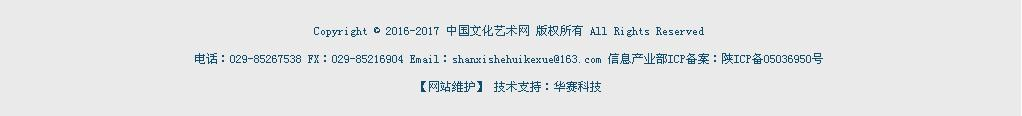 Copyright © 2016-2017 中国文化艺术网 版权所有 All Rights Reserved
电话：029-85267538 FX：029-85216904 Email：shanxishehuikexue@163.com 信息产业部ICP备案：陕ICP备05036950号
【网站维护】 技术支持：华赛科技